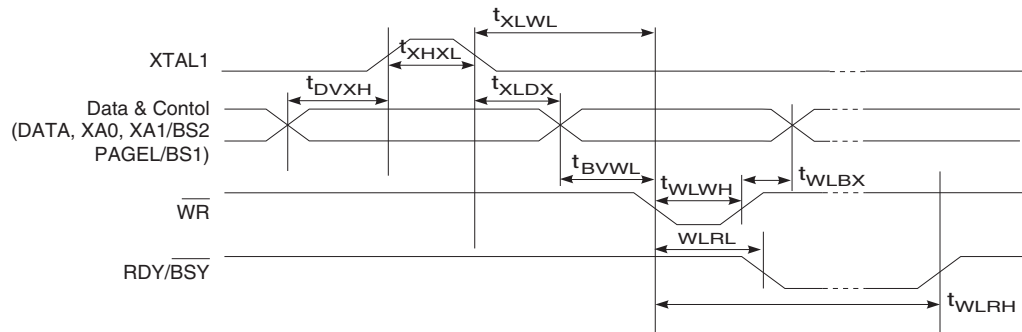 tXLWL
XTAL1
tXHXL
tDVXH
tXLDX
Data & Contol
(DATA, XA0, XA1/BS2
PAGEL/BS1)
tBVWL
tWLWH
tWLBX
WR
WLRL
RDY/BSY
tWLRH